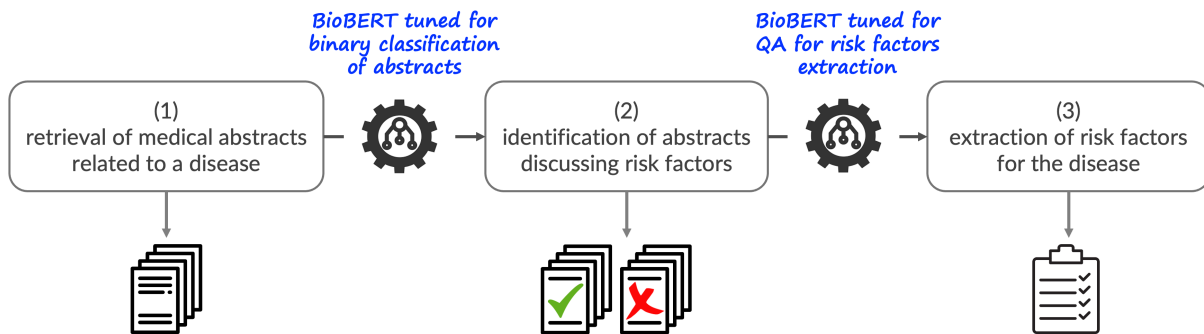 BioBERT tuned for
binary classification
of abstracts
BioBERT tuned for
QA for risk factors
extraction
(1)
retrieval of medical abstracts
related to a disease
(2)
identification of abstracts
discussing risk factors
(3)
extraction of risk factors
for the disease